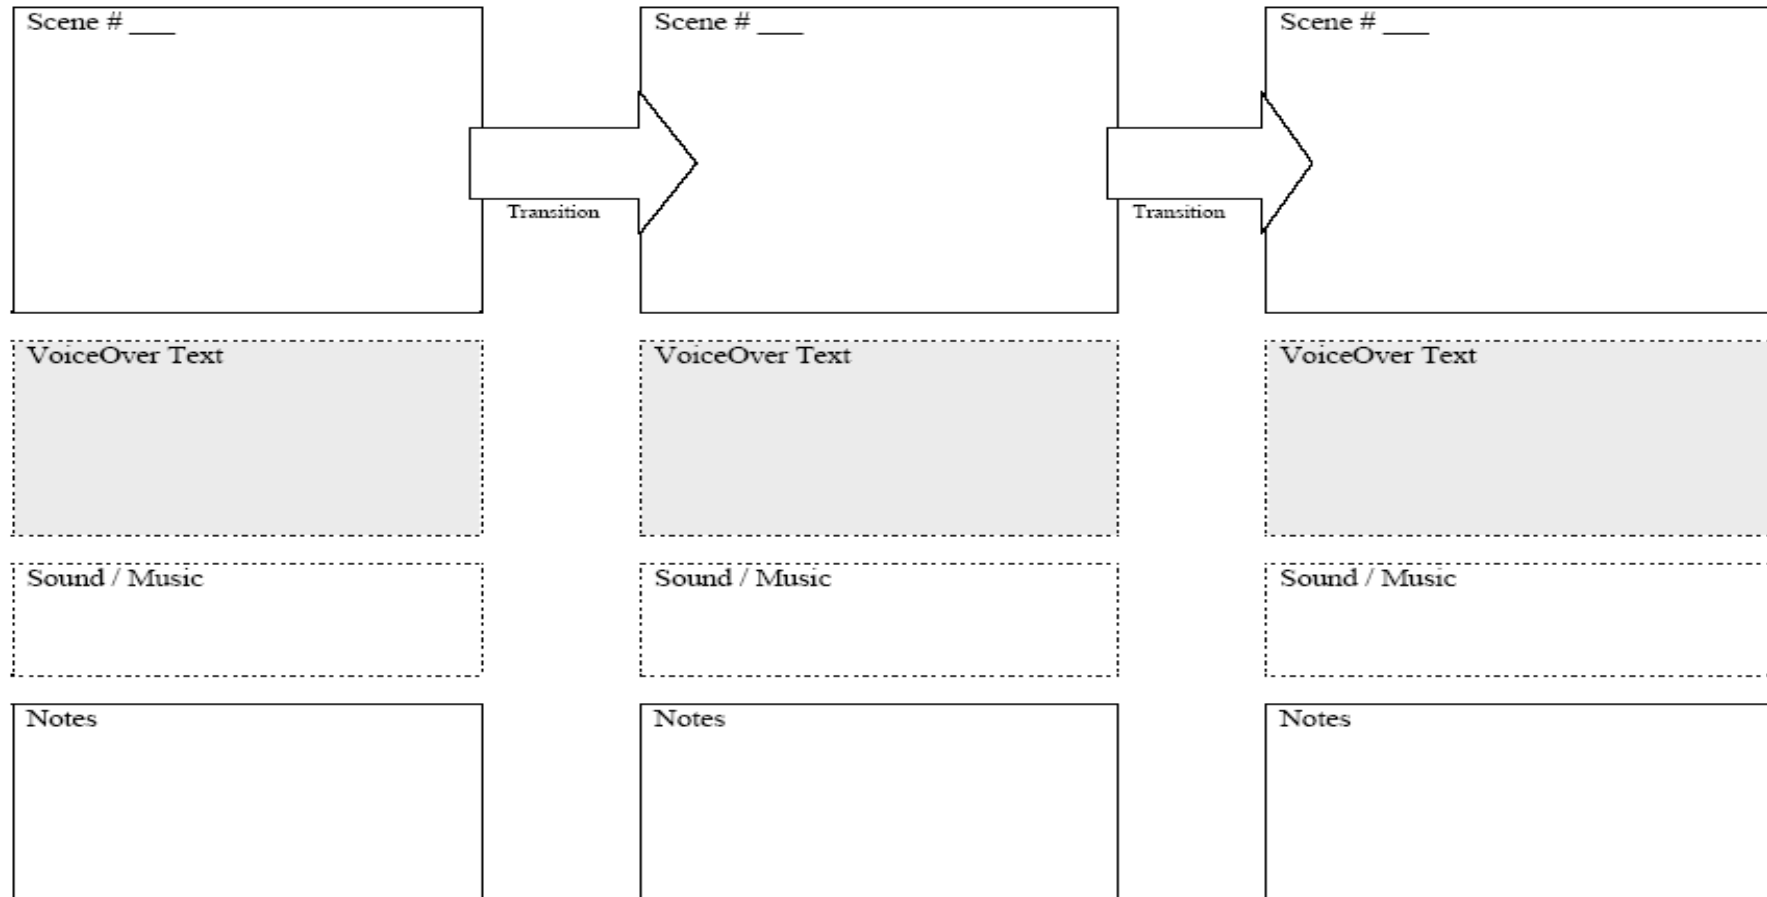 Scene # ___
Scene # ___
Scene # ___
Transition
Transition
VoiceOver Text
VoiceOver Text
VoiceOver Text
Sound / Music
Sound / Music
Sound / Music
Notes
Notes
Notes